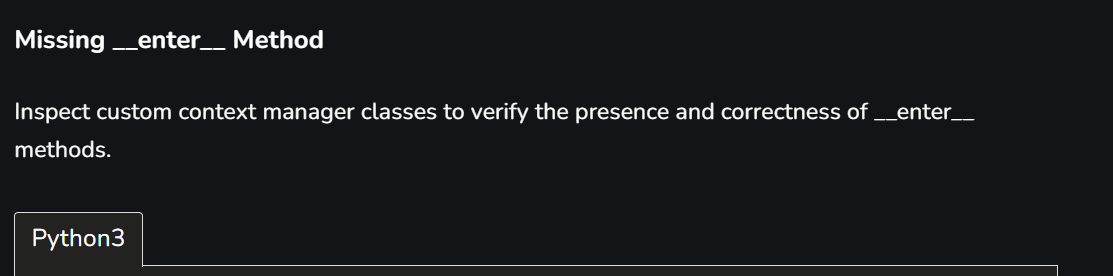 Missing __enter__ Method
Inspect custom context manager classes to verify the presence and correctness of __enter__
methods.
Python3